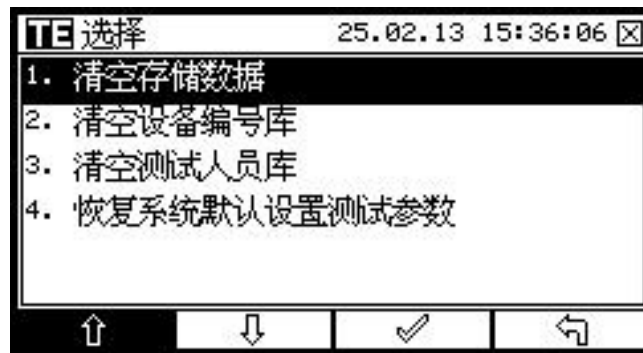 TE 选择 25.02.13 15:36:06
1. 清空存储数据
2. 清空设备编号库
3. 清空测试人员库
4. 恢复系统默认设置测试参数